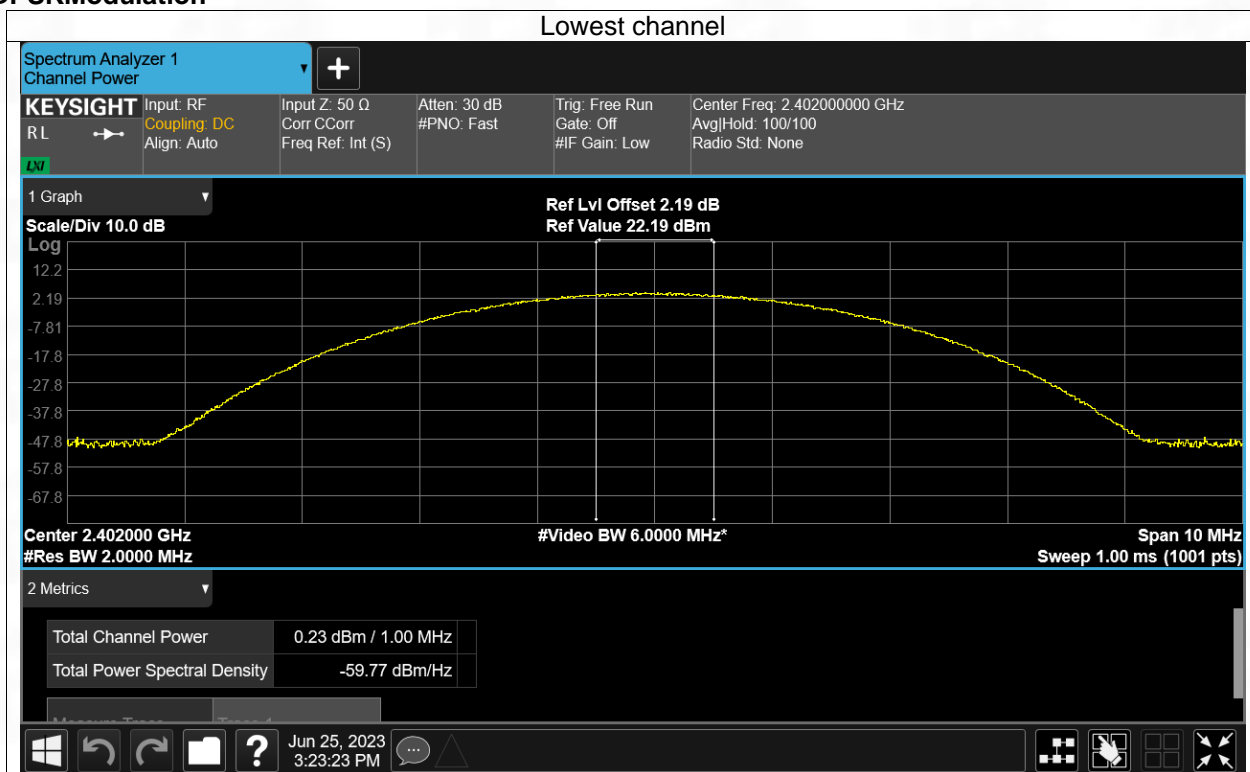 Lowest channel
Spectrum Analyzer 1
Channel Power
KEYSIGHT
R L
LXI
Input: RF
Coupling: DC
Align: Auto
Input Z: 50 Ω
Corr CCorr
Freq Ref: Int (S)
Atten: 30 dB
#PNO: Fast
Trig: Free Run
Gate: Off
#IF Gain: Low
Center Freq: 2.402000000 GHz
Avg|Hold: 100/100
Radio Std: None
1 Graph
Scale/Div 10.0 dB
Ref Lvl Offset 2.19 dB
Ref Value 22.19 dBm
Log
12.2
2.19
-7.81
-17.8
-27.8
-37.8
-47.8
-57.8
-67.8
Center 2.402000 GHz
#Video BW 6.0000 MHz*
Span 10 MHz
#Res BW 2.0000 MHz
Sweep 1.00 ms (1001 pts)
2 Metrics
Total Channel Power 0.23 dBm / 1.00 MHz
Total Power Spectral Density -59.77 dBm/Hz
?
Jun 25, 2023
3:23:23 PM